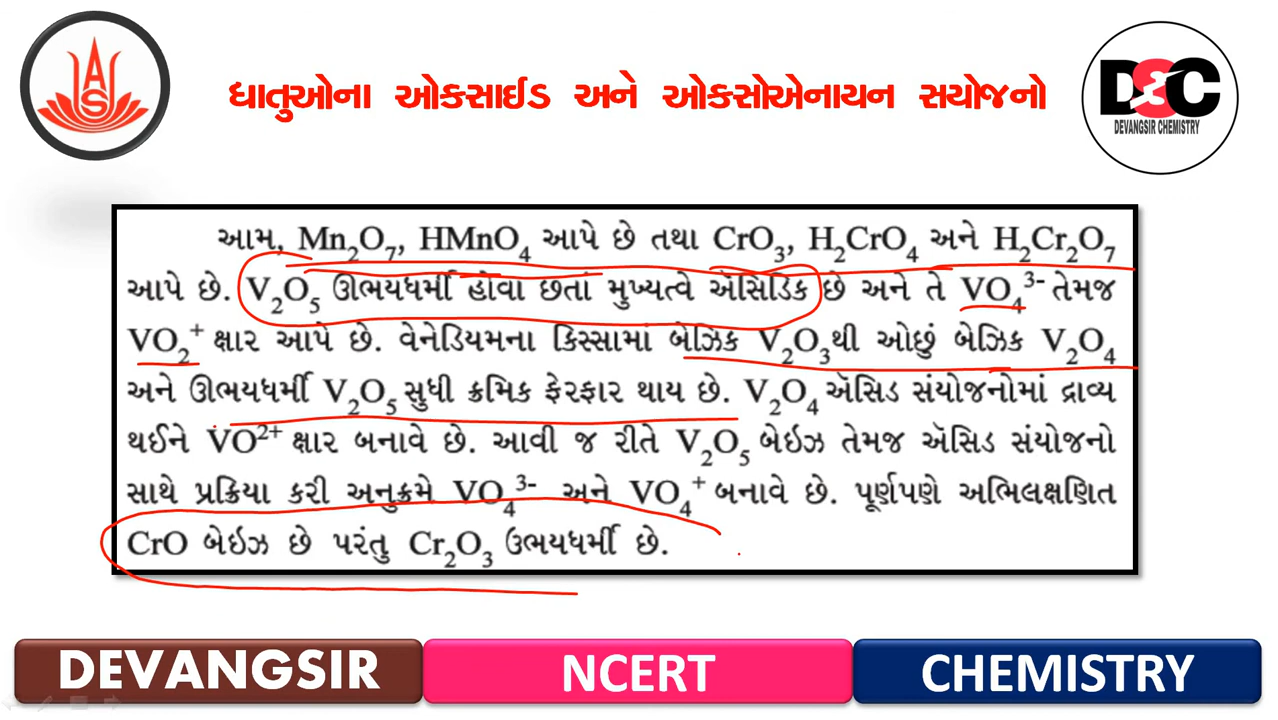 ધાતુઓના ઓક્સાઈડ અને ઓક્સોએનાયન સયોજનો
AS
DEC
DEVANGSIR CHEMISTRY
આમ, Mn₂O₇, HMnO₄ આપે છે તથા CrO₃, H₂CrO₄ અને H₂Cr₂O₇
આપે છે. V₂O₅ ઊભયધર્મી હોવા છતાં મુખ્યત્વે ઍસિડિક છે અને તે VO₄³⁻ તેમજ
VO₂⁺ ક્ષાર આપે છે. વેનેડિયમના કિસ્સામાં બેઝિક V₂O₃થી ઓછું બેઝિક V₂O₄
અને ઊભયધર્મી V₂O₅ સુધી ક્રમિક ફેરફાર થાય છે. V₂O₄ ઍસિડ સંયોજનોમાં દ્રાવ્ય
થઈને VO²⁺ ક્ષાર બનાવે છે. આવી જ રીતે V₂O₅ બેઇઝ તેમજ ઍસિડ સંયોજનો
સાથે પ્રક્રિયા કરી અનુક્રમે VO₄³⁻ અને VO₄⁺ બનાવે છે. પૂર્ણપણે અભિલક્ષણિત
CrO બેઇઝ છે પરંતુ Cr₂O₃ ઉભયધર્મી છે.
DEVANGSIR
NCERT
CHEMISTRY